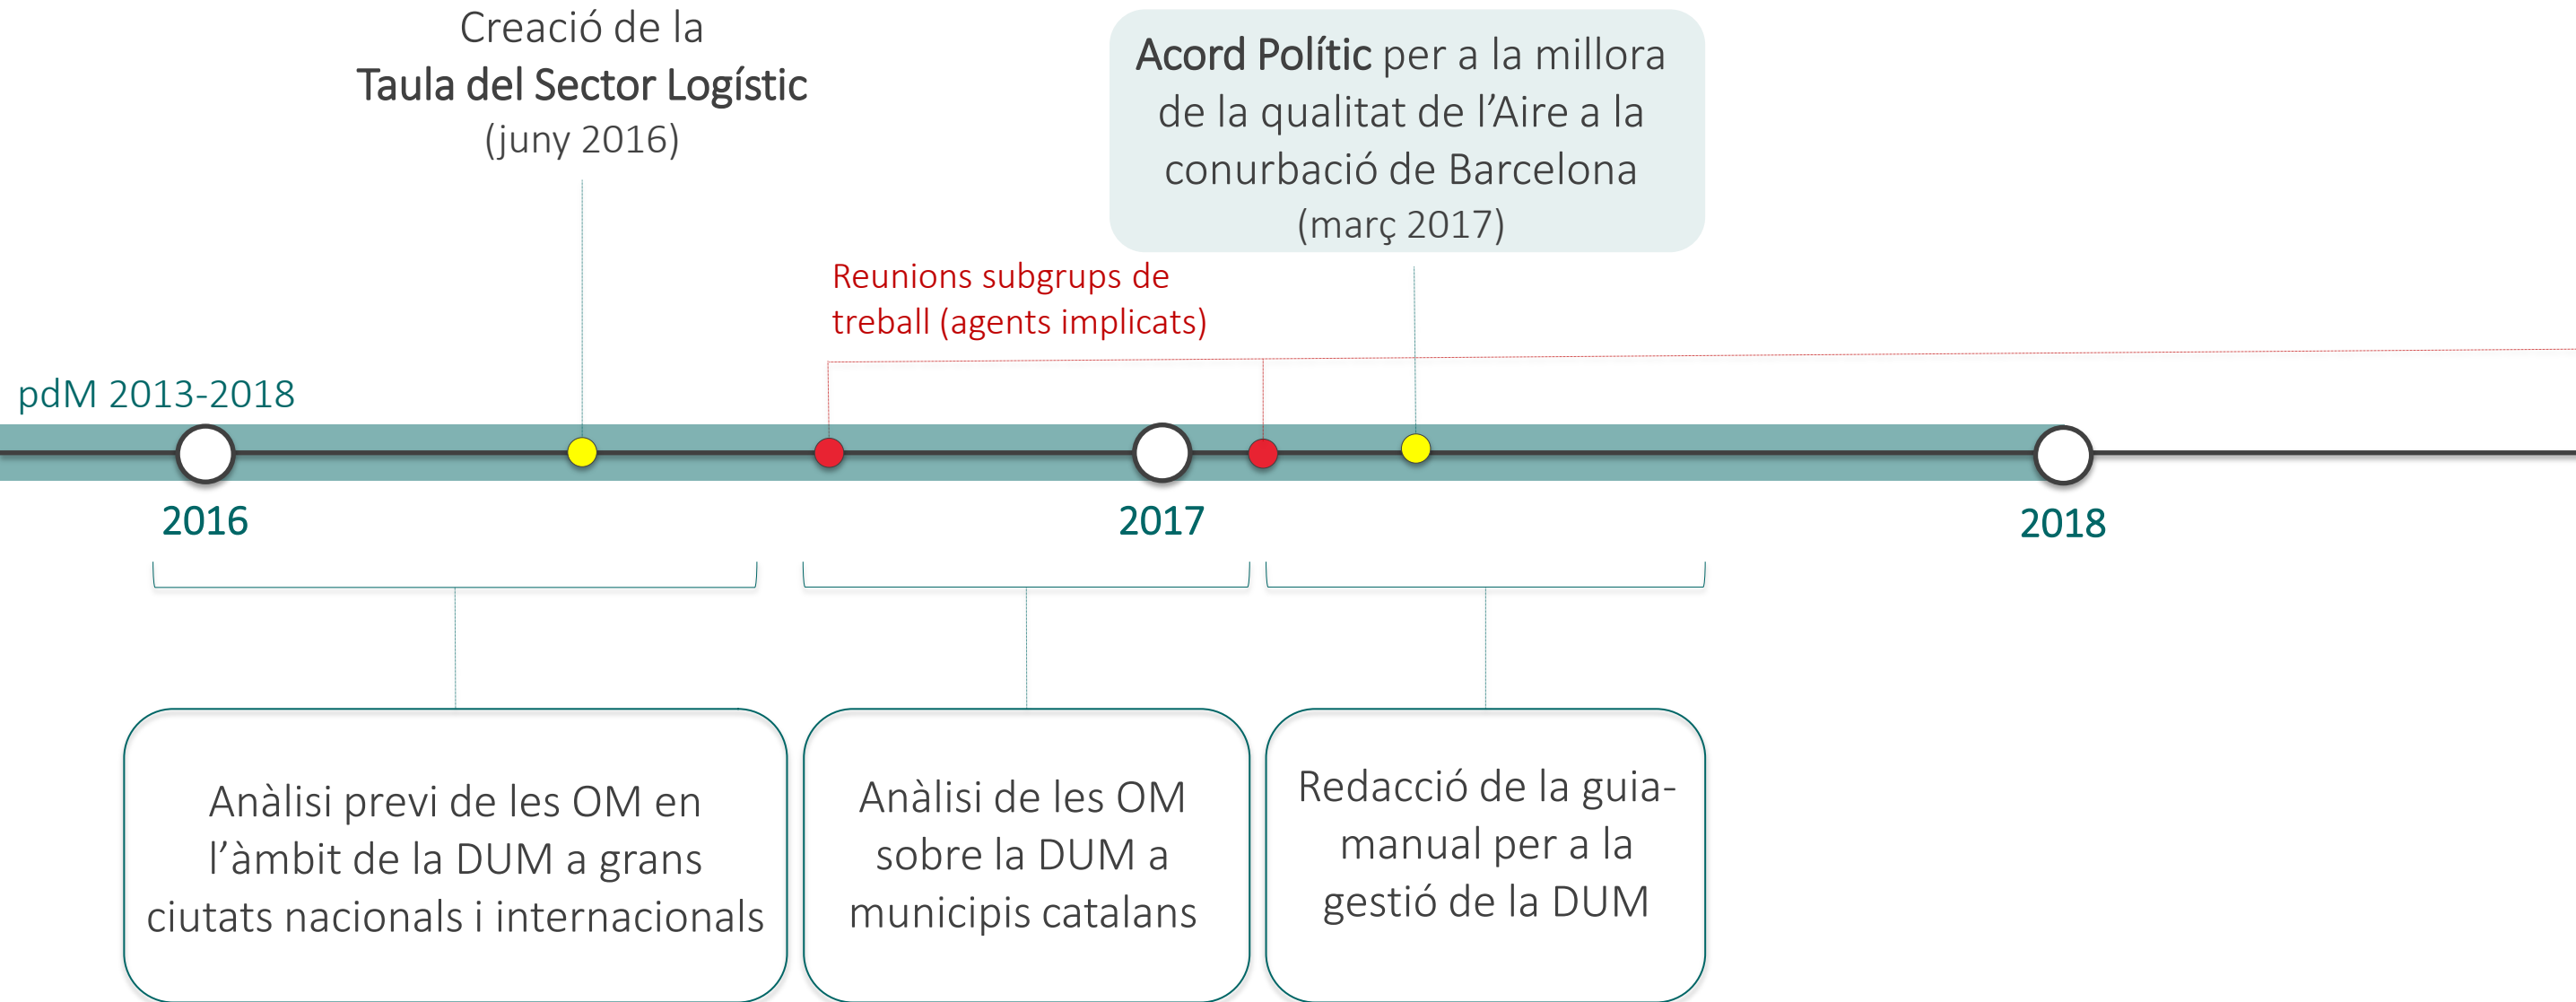 Creació de la
Taula del Sector Logístic
(juny 2016)
Acord Polític per a la millora
de la qualitat de l’Aire a la
conurbació de Barcelona
(març 2017)
Reunions subgrups de
treball (agents implicats)
pdM 2013-2018
2016
2017
2018
Anàlisi previ de les OM en
l’àmbit de la DUM a grans
ciutats nacionals i internacionals
Anàlisi de les OM
sobre la DUM a
municipis catalans
Redacció de la guia-
manual per a la
gestió de la DUM